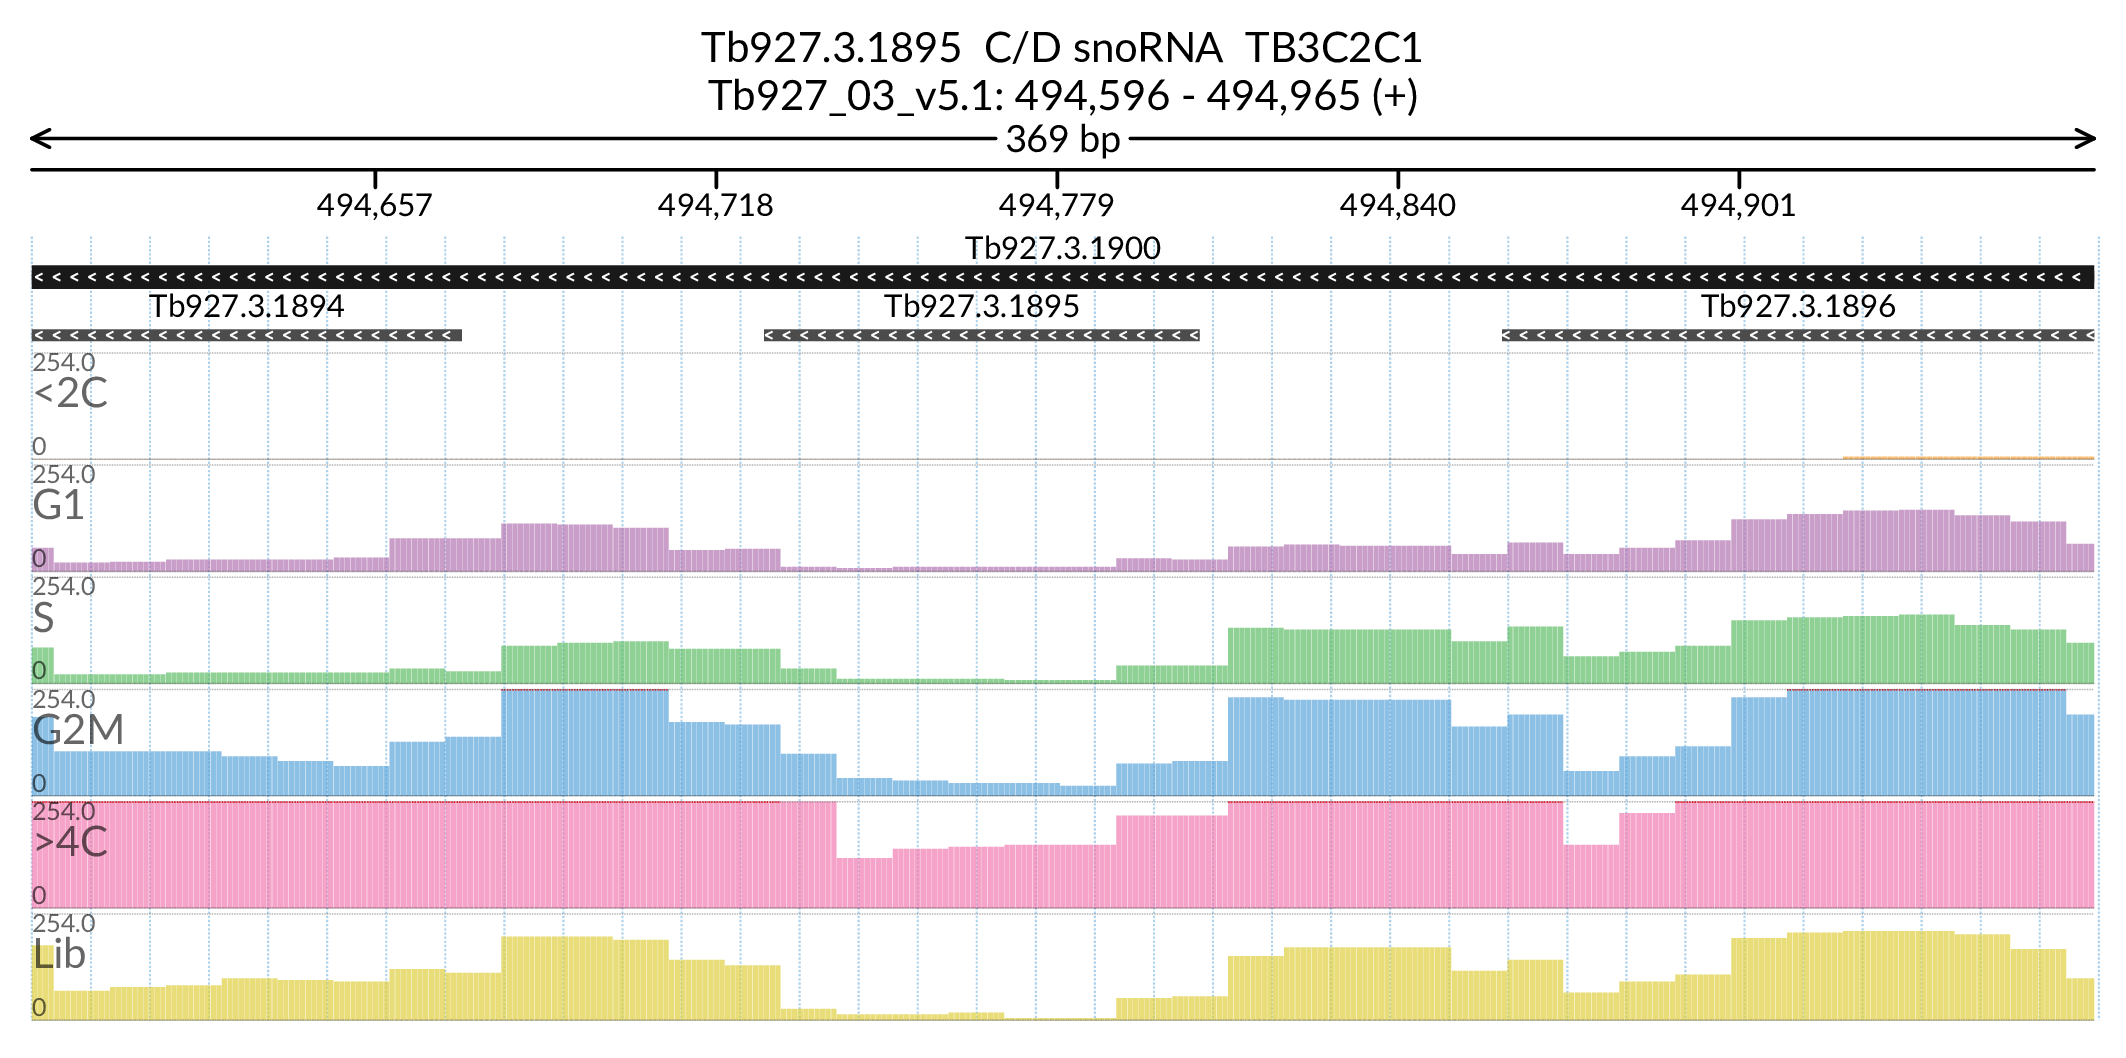 Tb927.3.1895  C/D snoRNA  TB3C2C1
Tb927_03_v5.1: 494,596 - 494,965 (+)
369 bp
494,657 494,718 494,779 494,840 494,901
Tb927.3.1900
Tb927.3.1894 Tb927.3.1895 Tb927.3.1896
254.0
<2C
0
254.0
G1
0
254.0
S
0
254.0
G2M
0
254.0
>4C
0
254.0
Lib
0